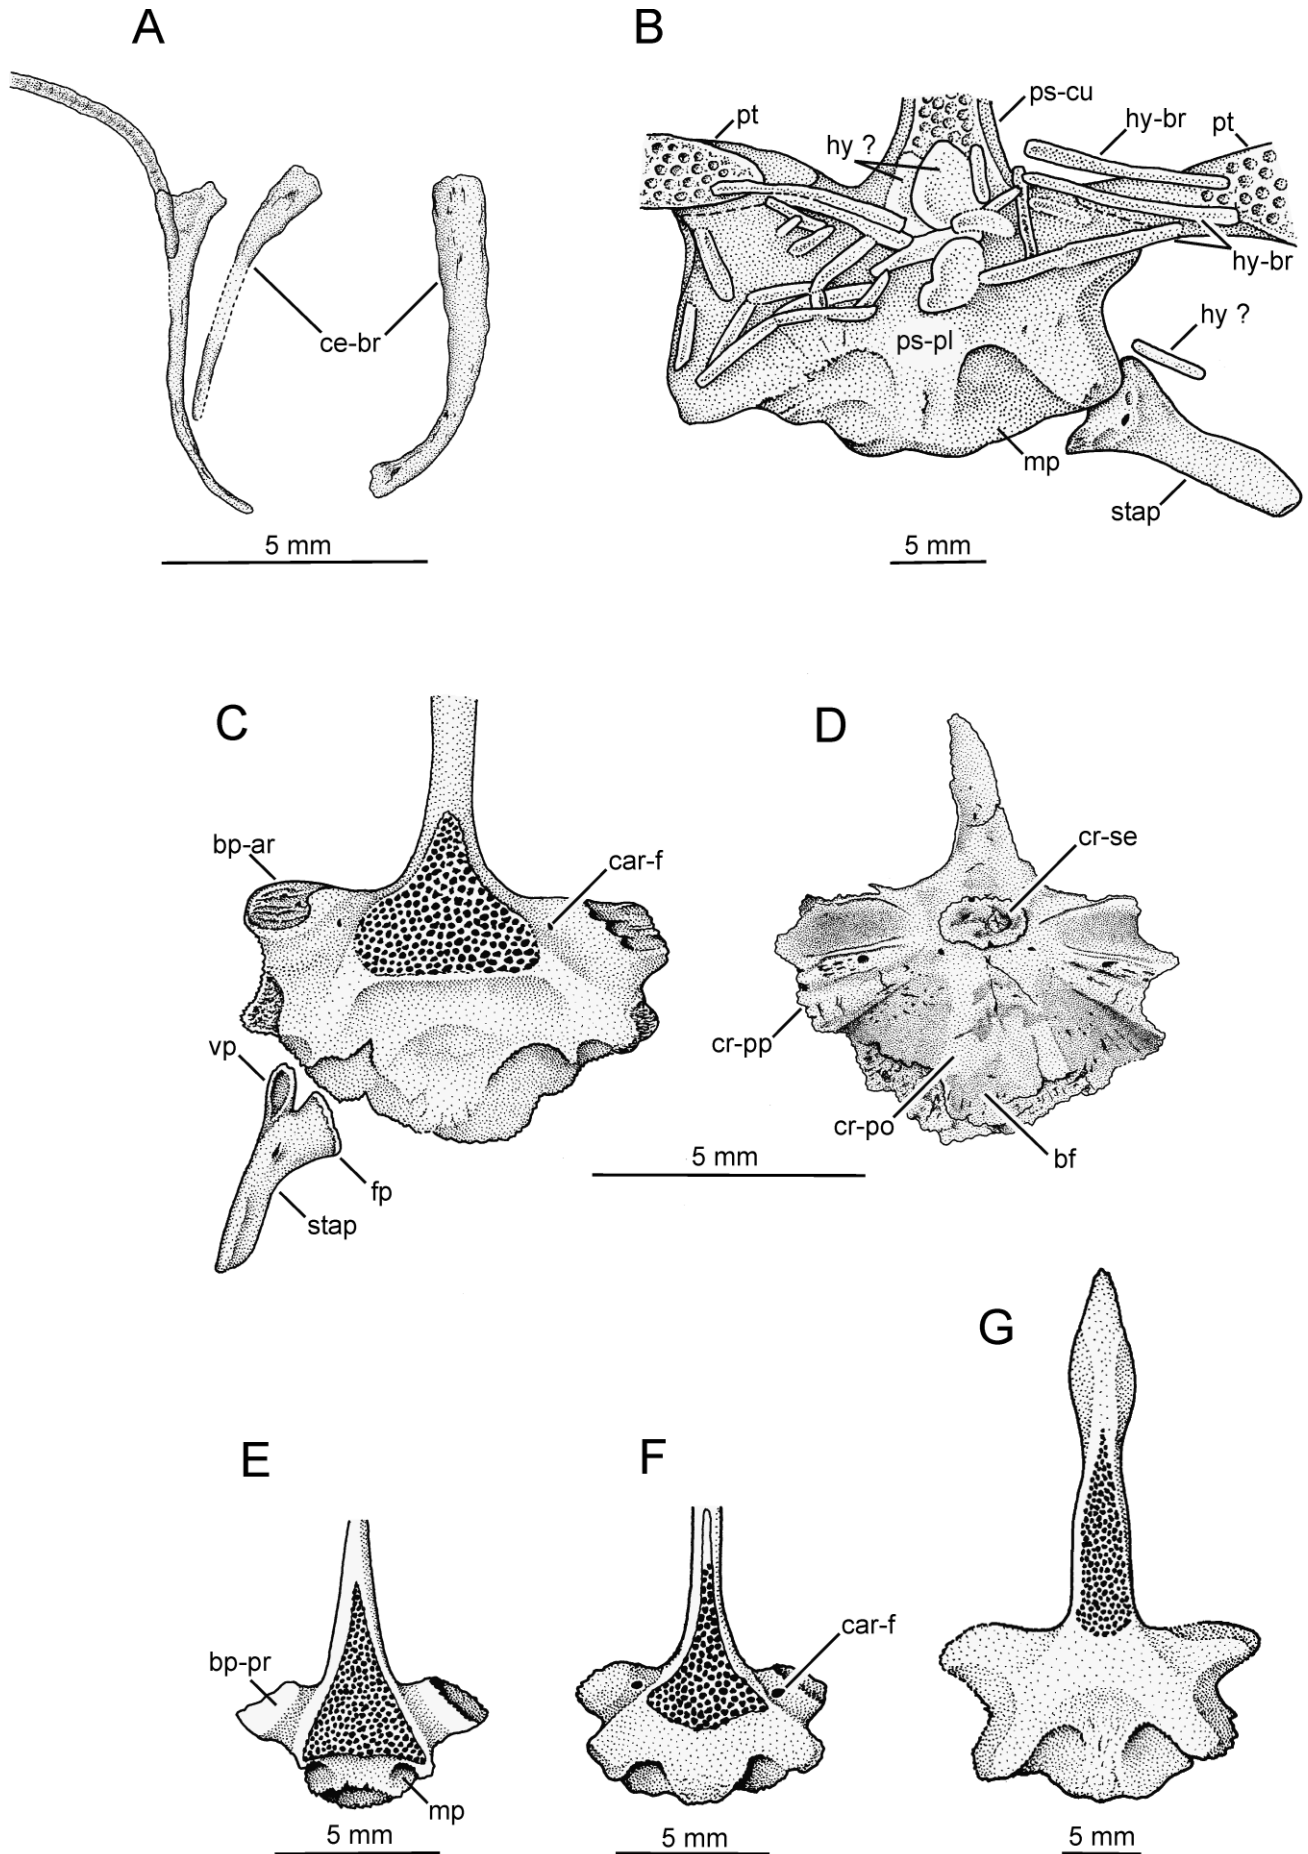 A
B
ps-cu
pt
hy-br
pt
hy ?
hy-br
hy ?
ce-br
ps-pl
mp
stap
5 mm
5 mm
C
D
bp-ar
car-f
cr-se
vp
cr-pp
cr-po
bf
5 mm
fp
stap
G
E
F
bp-pr
car-f
mp
5 mm
5 mm
5 mm